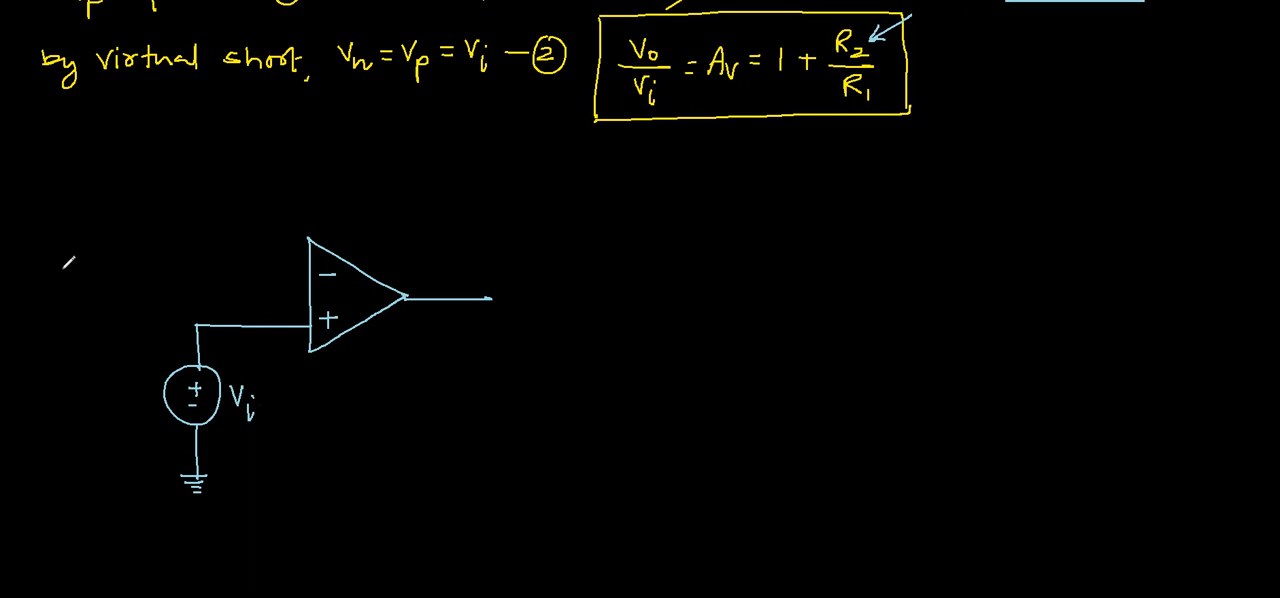 by virtual short, Vn = Vp = Vi — ②
Vo/Vi = Av = 1 + R2/R1
−
+
+
-
Vi